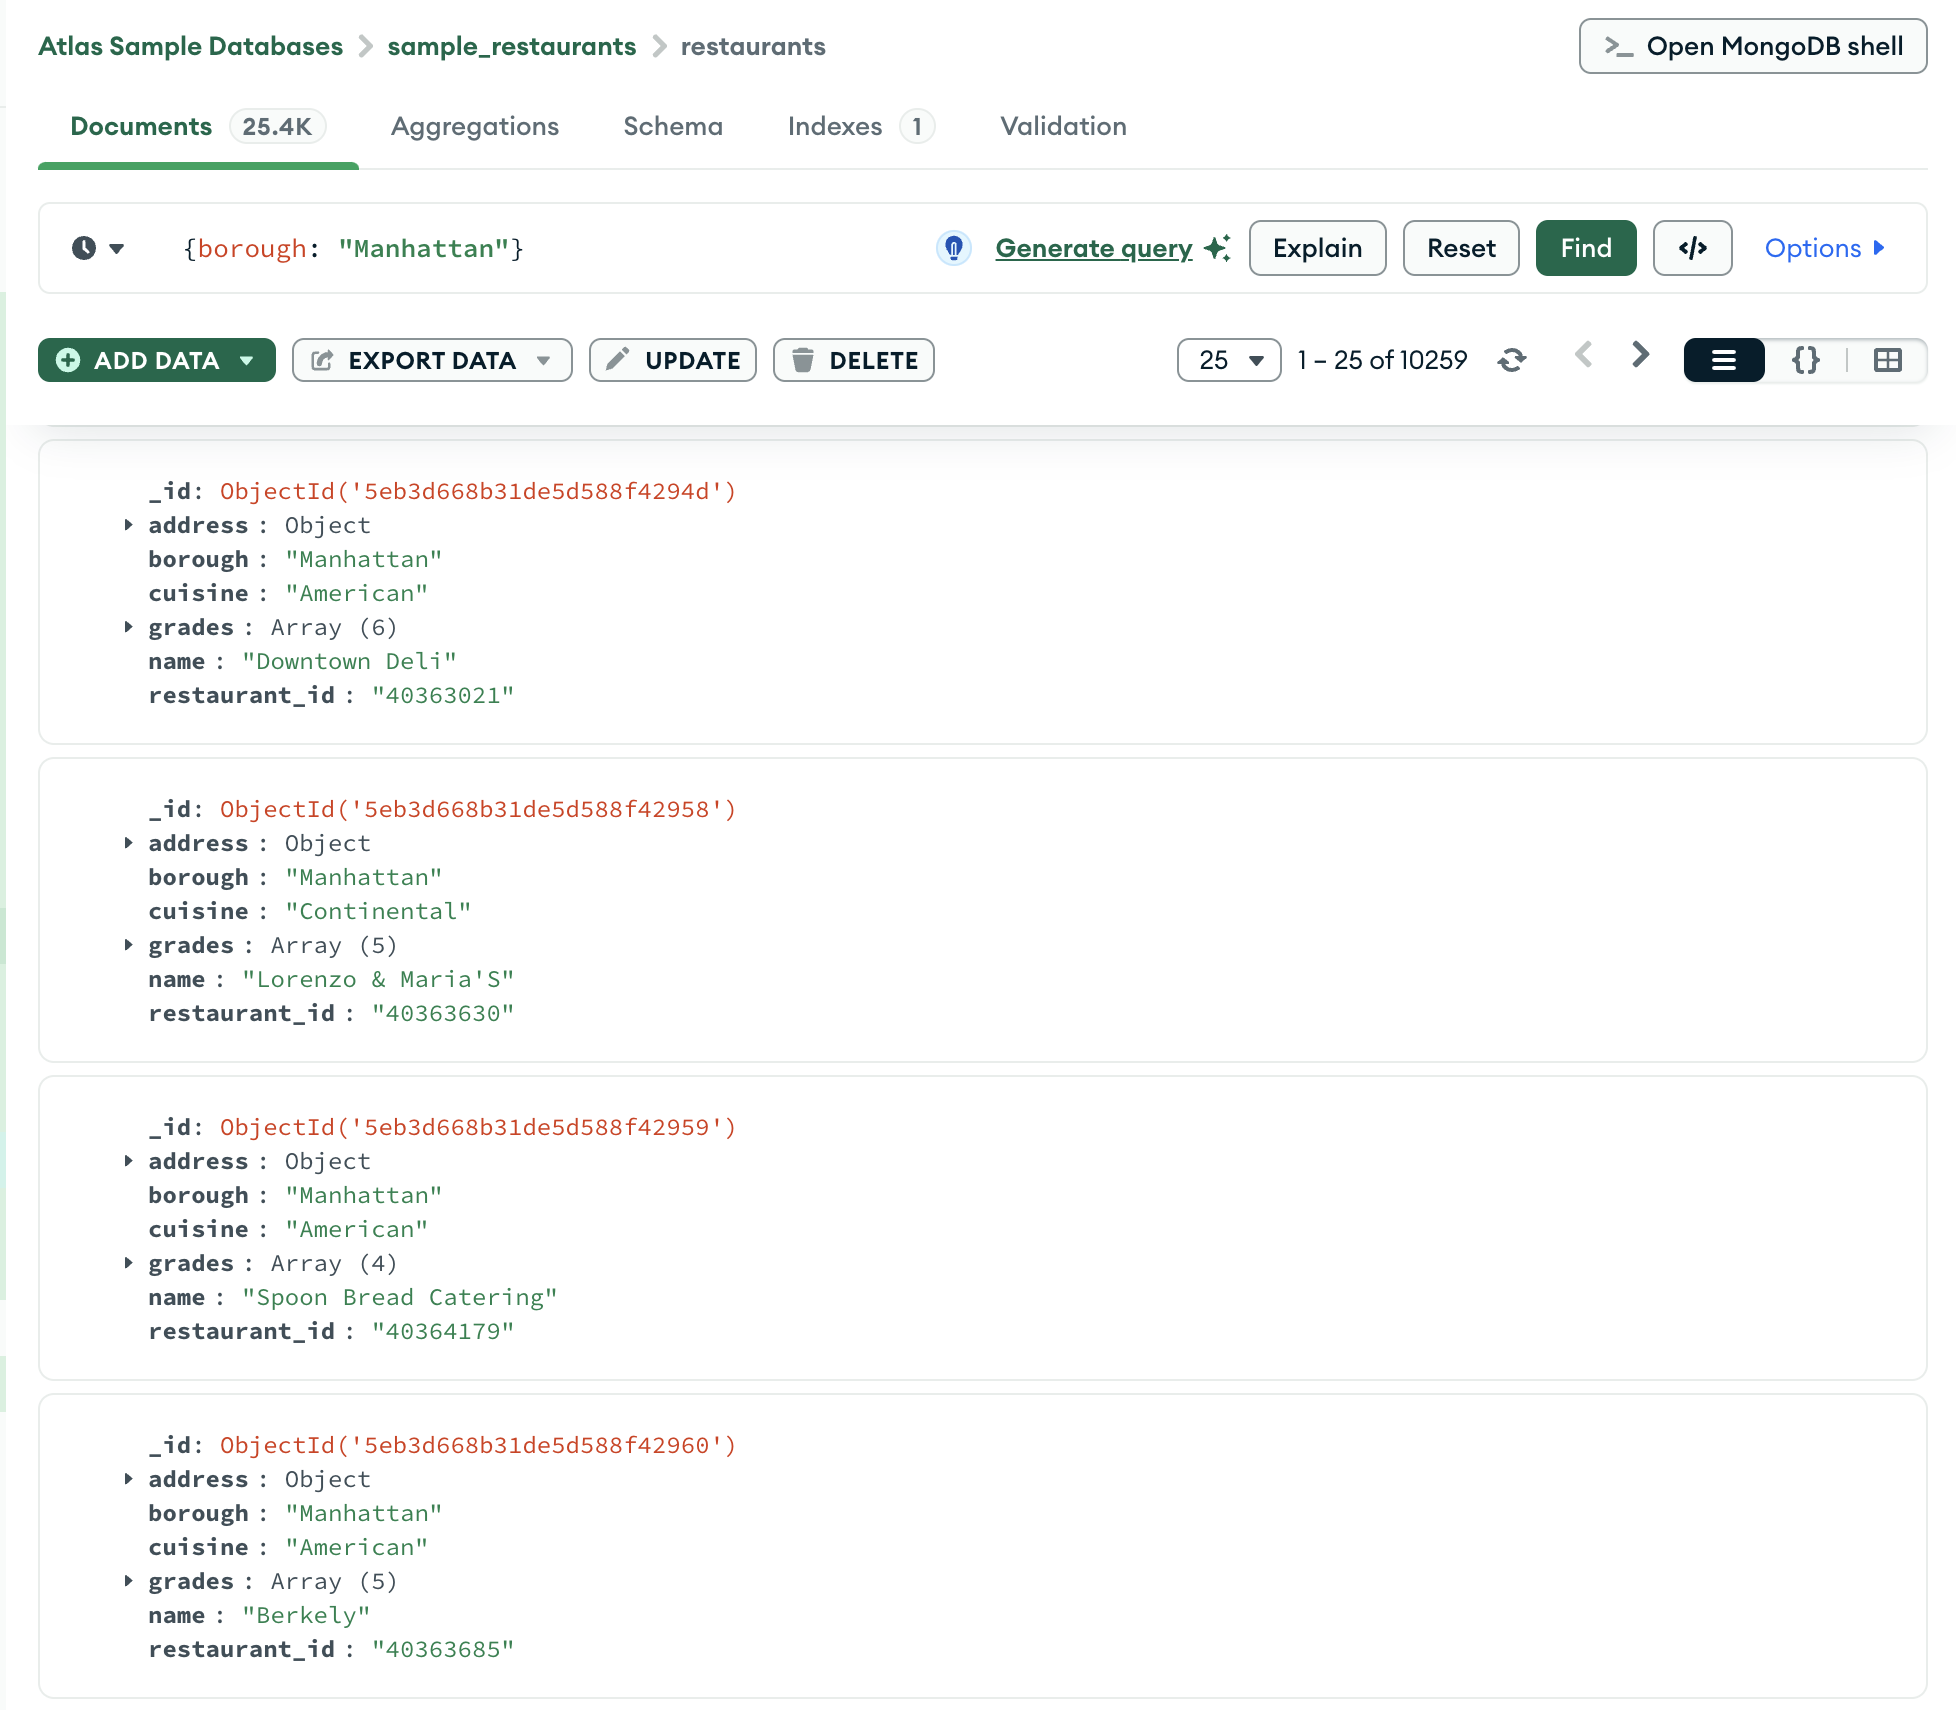 Atlas Sample Databases > sample_restaurants > restaurants
>_ Open MongoDB shell
Documents 25.4K Aggregations Schema Indexes 1 Validation
{borough: "Manhattan"} Generate query Explain Reset Find </> Options
ADD DATA EXPORT DATA UPDATE DELETE 25 1 – 25 of 10259 {}
_id: ObjectId('5eb3d668b31de5d588f4294d')
address : Object
borough : "Manhattan"
cuisine : "American"
grades : Array (6)
name : "Downtown Deli"
restaurant_id : "40363021"
_id: ObjectId('5eb3d668b31de5d588f42958')
address : Object
borough : "Manhattan"
cuisine : "Continental"
grades : Array (5)
name : "Lorenzo & Maria'S"
restaurant_id : "40363630"
_id: ObjectId('5eb3d668b31de5d588f42959')
address : Object
borough : "Manhattan"
cuisine : "American"
grades : Array (4)
name : "Spoon Bread Catering"
restaurant_id : "40364179"
_id: ObjectId('5eb3d668b31de5d588f42960')
address : Object
borough : "Manhattan"
cuisine : "American"
grades : Array (5)
name : "Berkely"
restaurant_id : "40363685"